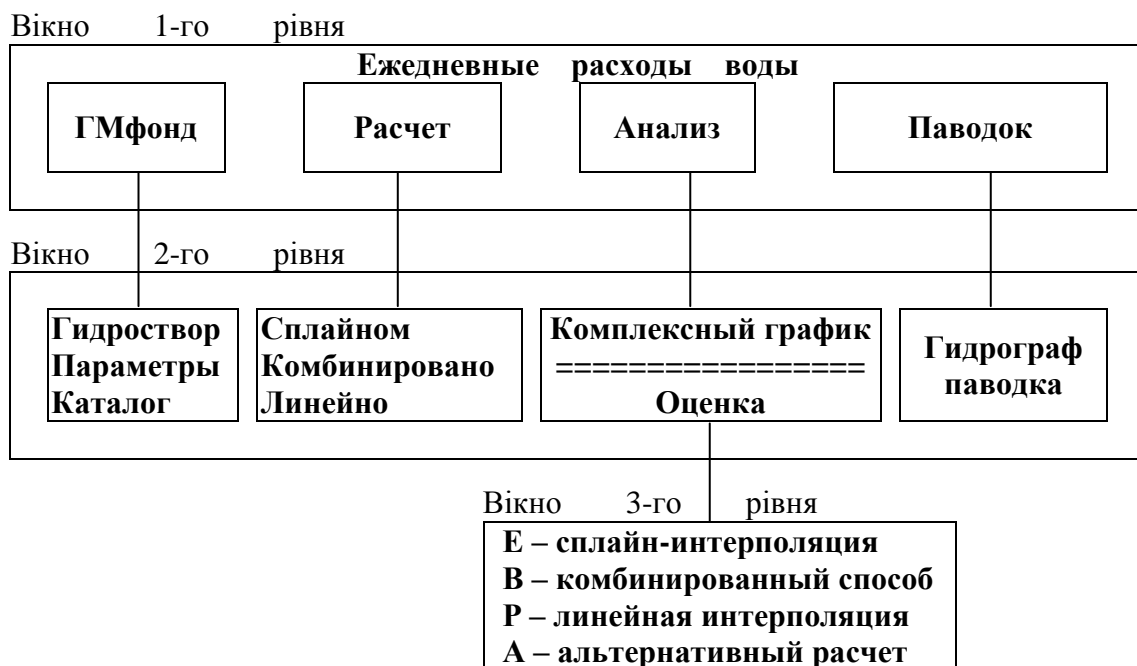 Вікно 1-го рівня
Ежедневные расходы воды
ГМфонд
Расчет
Анализ
Паводок
Вікно 2-го рівня
Гидроствор
Параметры
Каталог
Сплайном
Комбинировано
Линейно
Комплексный график
=================
Оценка
Гидрограф
паводка
Вікно 3-го рівня
Е – сплайн-интерполяция
В – комбинированный способ
Р – линейная интерполяция
А – альтернативный расчет